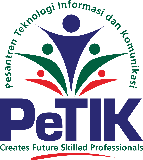 Pesantren Teknologi Informasi dan Komunikasi
PeTIK
Creates Future Skilled Professionals